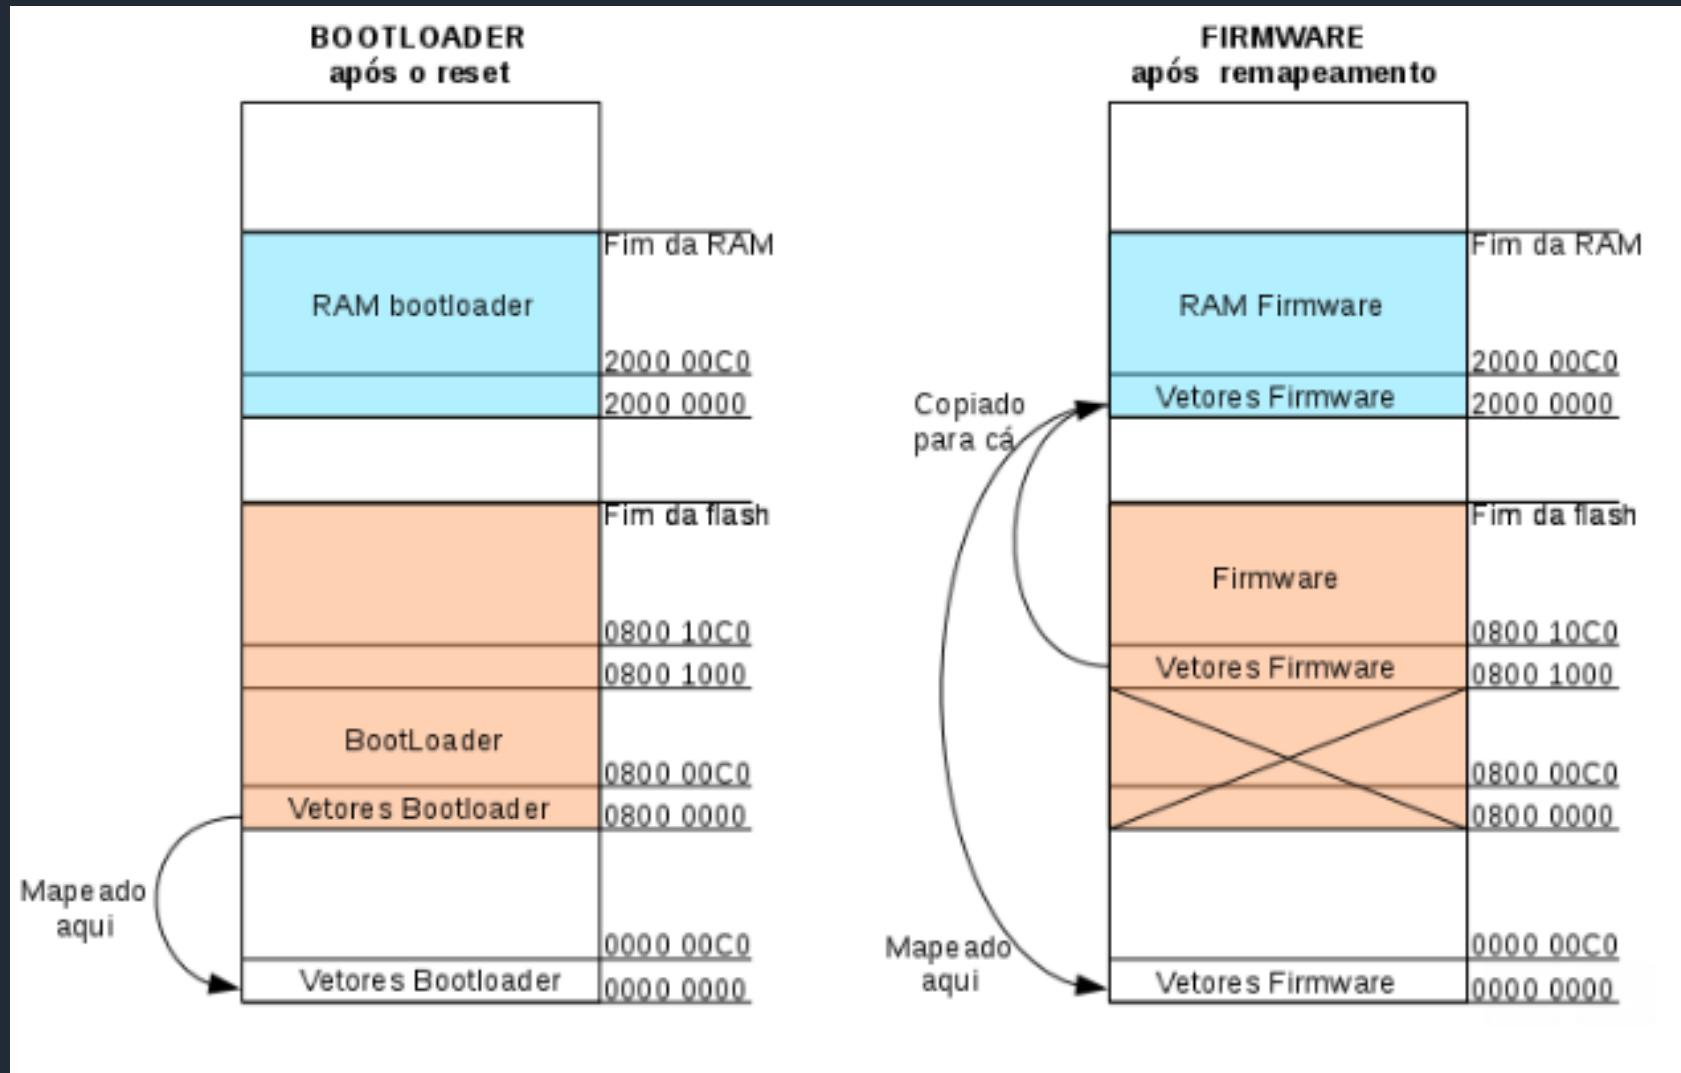 BOOTLOADER
após o reset
Fim da RAM
RAM bootloader
2000 00C0
2000 0000
Fim da flash
0800 10C0
0800 1000
BootLoader
0800 00C0
Vetores Bootloader
0800 0000
Mapeado
aqui
0000 00C0
Vetores Bootloader
0000 0000
FIRMWARE
após remapeamento
Fim da RAM
RAM Firmware
2000 00C0
Copiado
para cá
Vetores Firmware
2000 0000
Fim da flash
Firmware
0800 10C0
Vetores Firmware
0800 1000
0800 00C0
0800 0000
Mapeado
aqui
0000 00C0
Vetores Firmware
0000 0000